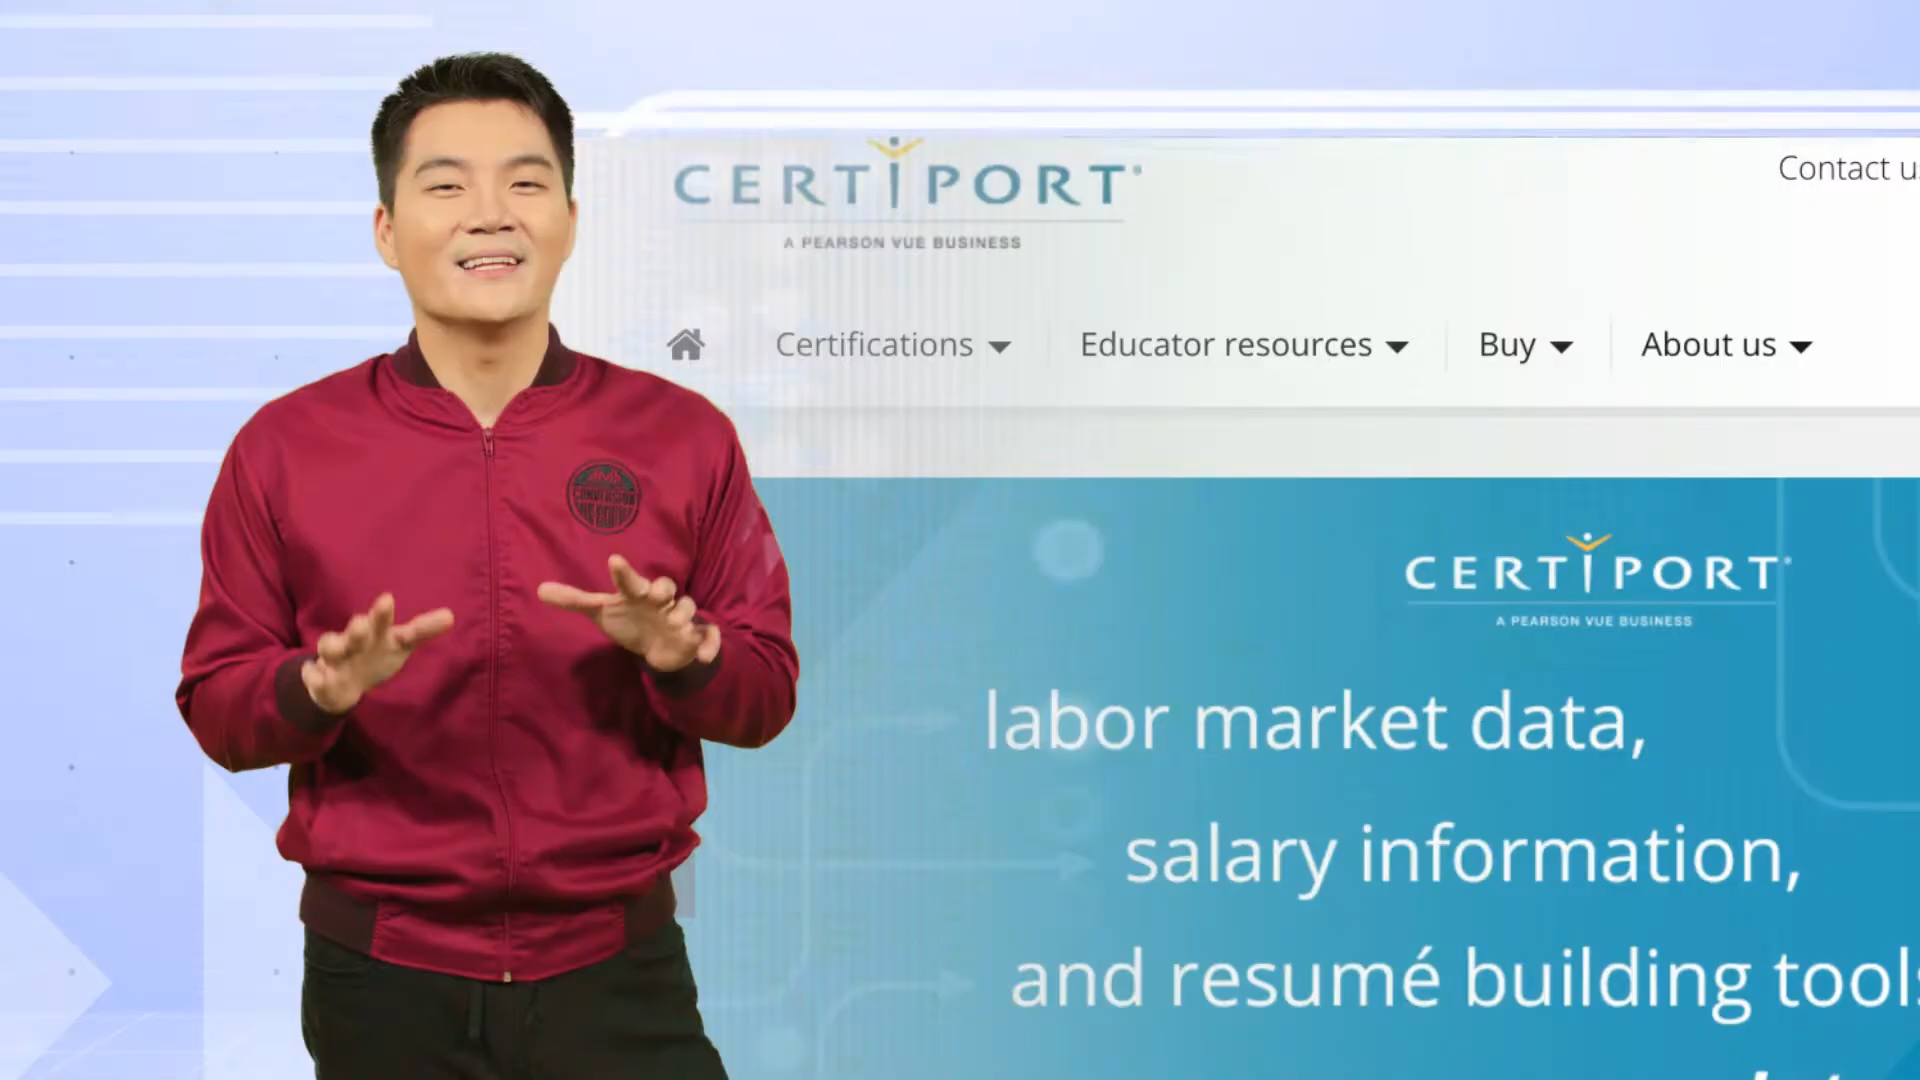 CERTIPORT
A PEARSON VUE BUSINESS
Contact
Certifications
Educator resources
Buy
About us
CERTIPORT
A PEARSON VUE BUSINESS
labor market data,
salary information,
and resumé building